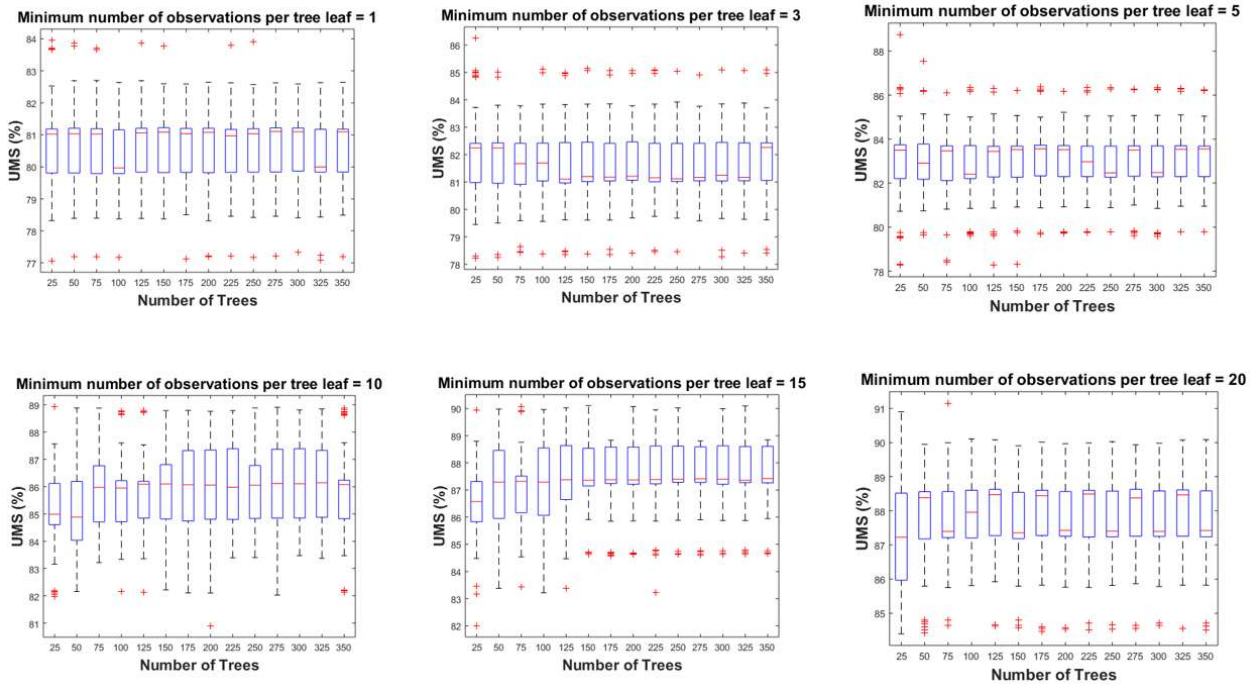 Minimum number of observations per tree leaf = 1
84
83
82
81
80
79
78
77
UMS (%)
25 50 75 100 125 150 175 200 225 250 275 300 325 350
Number of Trees
Minimum number of observations per tree leaf = 3
86
85
84
83
82
81
80
79
78
UMS (%)
25 50 75 100 125 150 175 200 225 250 275 300 325 350
Number of Trees
Minimum number of observations per tree leaf = 5
88
86
84
82
80
78
UMS (%)
25 50 75 100 125 150 175 200 225 250 275 300 325 350
Number of Trees
Minimum number of observations per tree leaf = 10
89
88
87
86
85
84
83
82
81
UMS (%)
25 50 75 100 125 150 175 200 225 250 275 300 325 350
Number of Trees
Minimum number of observations per tree leaf = 15
90
89
88
87
86
85
84
83
82
UMS (%)
25 50 75 100 125 150 175 200 225 250 275 300 325 350
Number of Trees
Minimum number of observations per tree leaf = 20
91
90
89
88
87
86
85
UMS (%)
25 50 75 100 125 150 175 200 225 250 275 300 325 350
Number of Trees